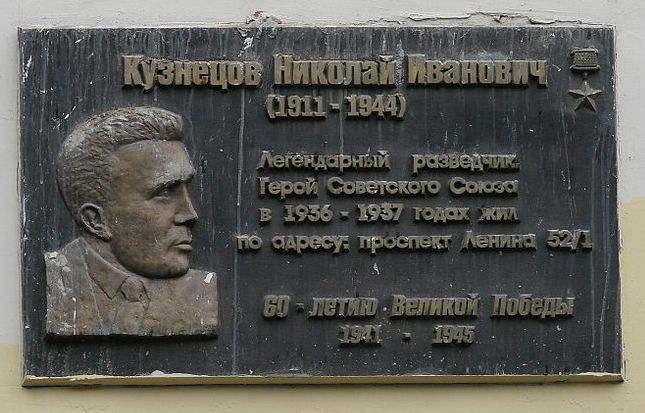 Кузнецов Николай Иванович
(1911 - 1944)
Легендарный разведчик.
Герой Советского Союза
в 1936 - 1937 годах жил
по адресу: проспект Ленина 52/1
60 - летию Великой Победы
1941 - 1945